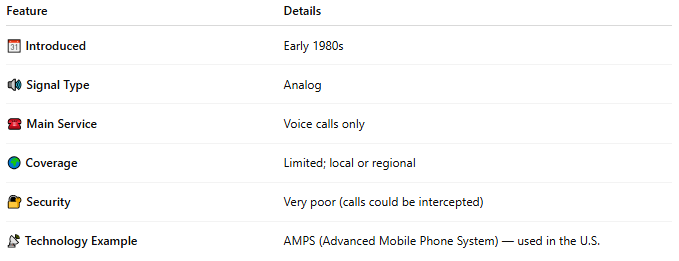 Feature Details
📅 Introduced Early 1980s
🔊 Signal Type Analog
☎️ Main Service Voice calls only
🌍 Coverage Limited; local or regional
🔐 Security Very poor (calls could be intercepted)
📡 Technology Example AMPS (Advanced Mobile Phone System) — used in the U.S.